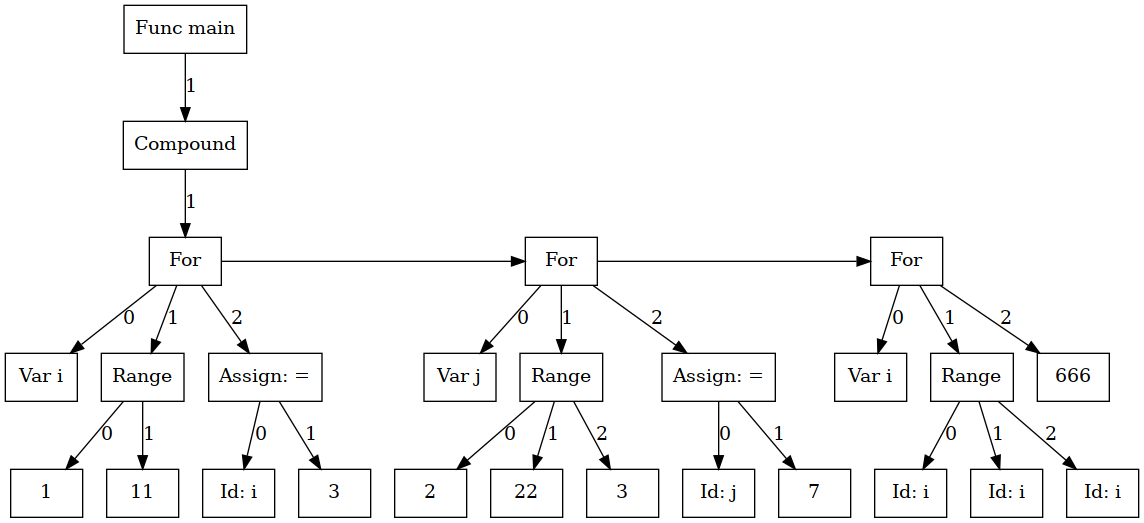 Func main
1
Compound
1
For For For
0 1 2 0 1 2 0 1 2
Var i Range Assign: = Var j Range Assign: = Var i Range 666
0 1 0 1 0 1 2 0 1 0 1 2
1 11 Id: i 3 2 22 3 Id: j 7 Id: i Id: i Id: i